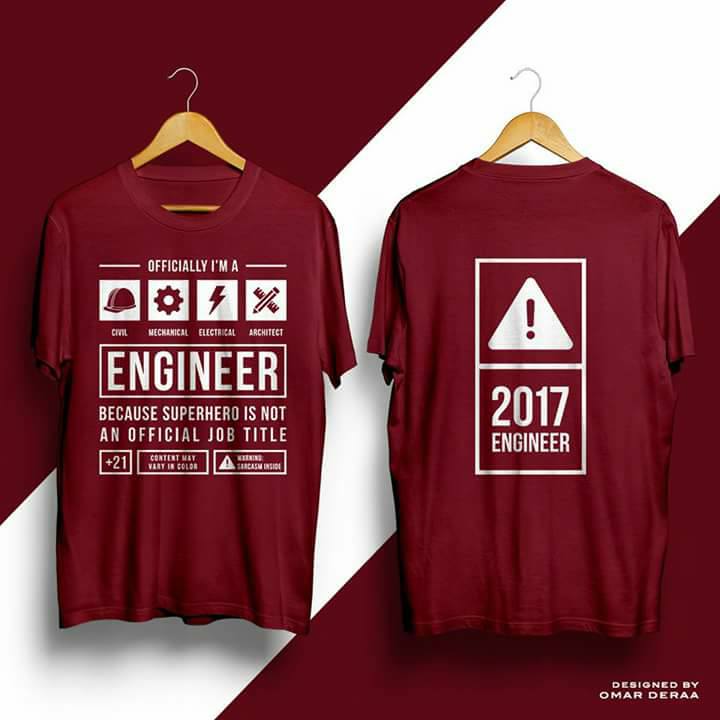 OFFICIALLY I'M A
CIVIL MECHANICAL ELECTRICAL ARCHITECT
ENGINEER
BECAUSE SUPERHERO IS NOT
AN OFFICIAL JOB TITLE
+21
CONTENT MAY
VARY IN COLOR
WARNING:
SARCASM INSIDE
!
2017
ENGINEER
DESIGNED BY
OMAR DERAA